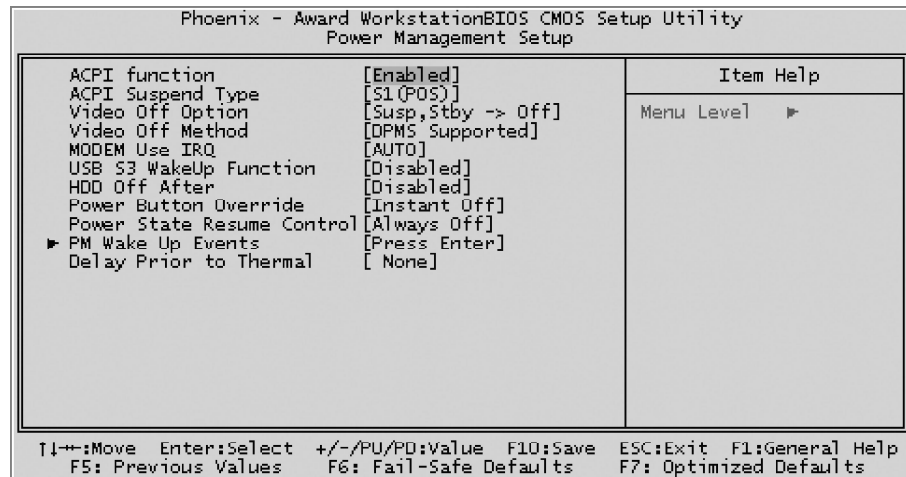 Phoenix - Award WorkstationBIOS CMOS Setup Utility
Power Management Setup
ACPI function [Enabled]
ACPI Suspend Type [S1(POS)]
Video Off Option [Susp,Stby -> Off]
Video Off Method [DPMS Supported]
MODEM Use IRQ [AUTO]
USB S3 WakeUp Function [Disabled]
HDD Off After [Disabled]
Power Button Override [Instant Off]
Power State Resume Control [Always Off]
► PM Wake Up Events [Press Enter]
Delay Prior to Thermal [ None]
Item Help
Menu Level ►
↑↓→←:Move Enter:Select +/-/PU/PD:Value F10:Save ESC:Exit F1:General Help
F5: Previous Values F6: Fail-Safe Defaults F7: Optimized Defaults